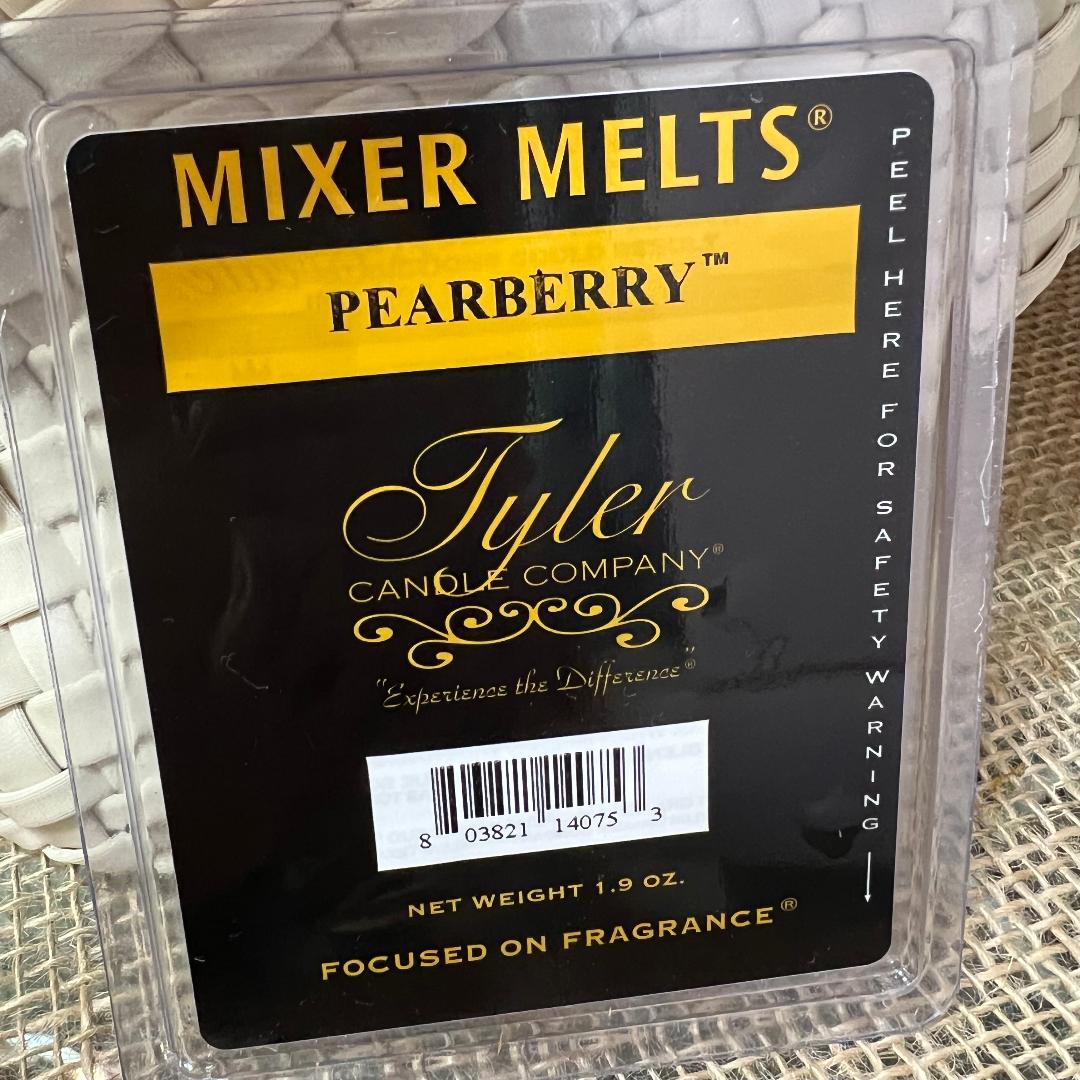 MIXER MELTS®
PEARBERRY™
Tyler
CANDLE COMPANY®
"Experience the Difference"®
8 03821 14075 3
NET WEIGHT 1.9 OZ.
FOCUSED ON FRAGRANCE®
PEEL HERE FOR SAFETY WARNING